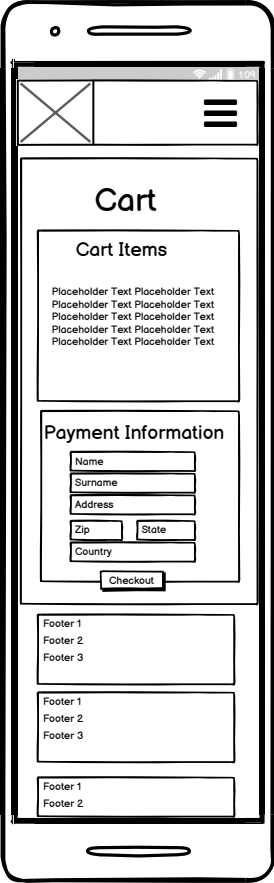 1:09
Cart
Cart Items
Placeholder Text Placeholder Text
Placeholder Text Placeholder Text
Placeholder Text Placeholder Text
Placeholder Text Placeholder Text
Placeholder Text Placeholder Text
Payment Information
Name
Surname
Address
Zip State
Country
Checkout
Footer 1
Footer 2
Footer 3
Footer 1
Footer 2
Footer 3
Footer 1
Footer 2